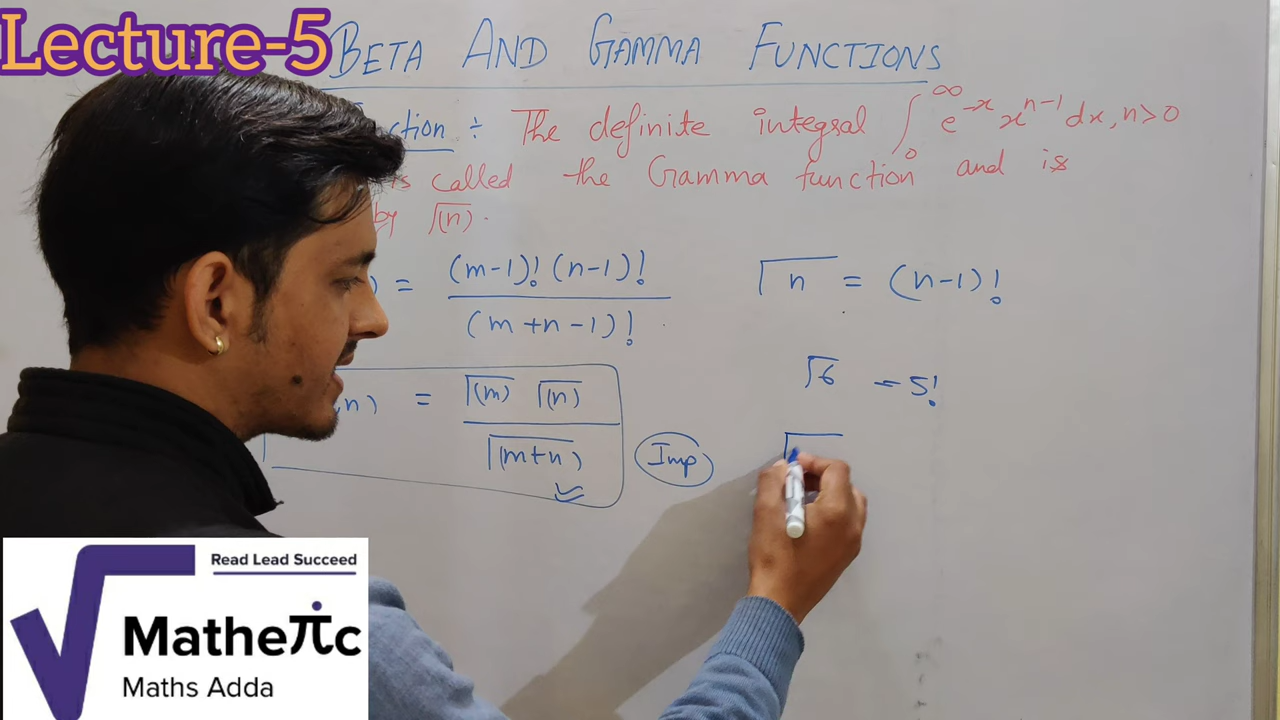 Lecture-5
BETA AND GAMMA FUNCTIONS
ction ÷ The definite integral ∫₀^∞ e^-x x^n-1 dx, n>0
is called the Gamma function and is
by Γ(n).
) = (m-1)! (n-1)! / (m+n-1)!
Γn = (n-1)!
,n) = Γ(m) Γ(n) / Γ(m+n)
Imp
Γ6 = 5!
Read Lead Succeed
Matheπc
Maths Adda